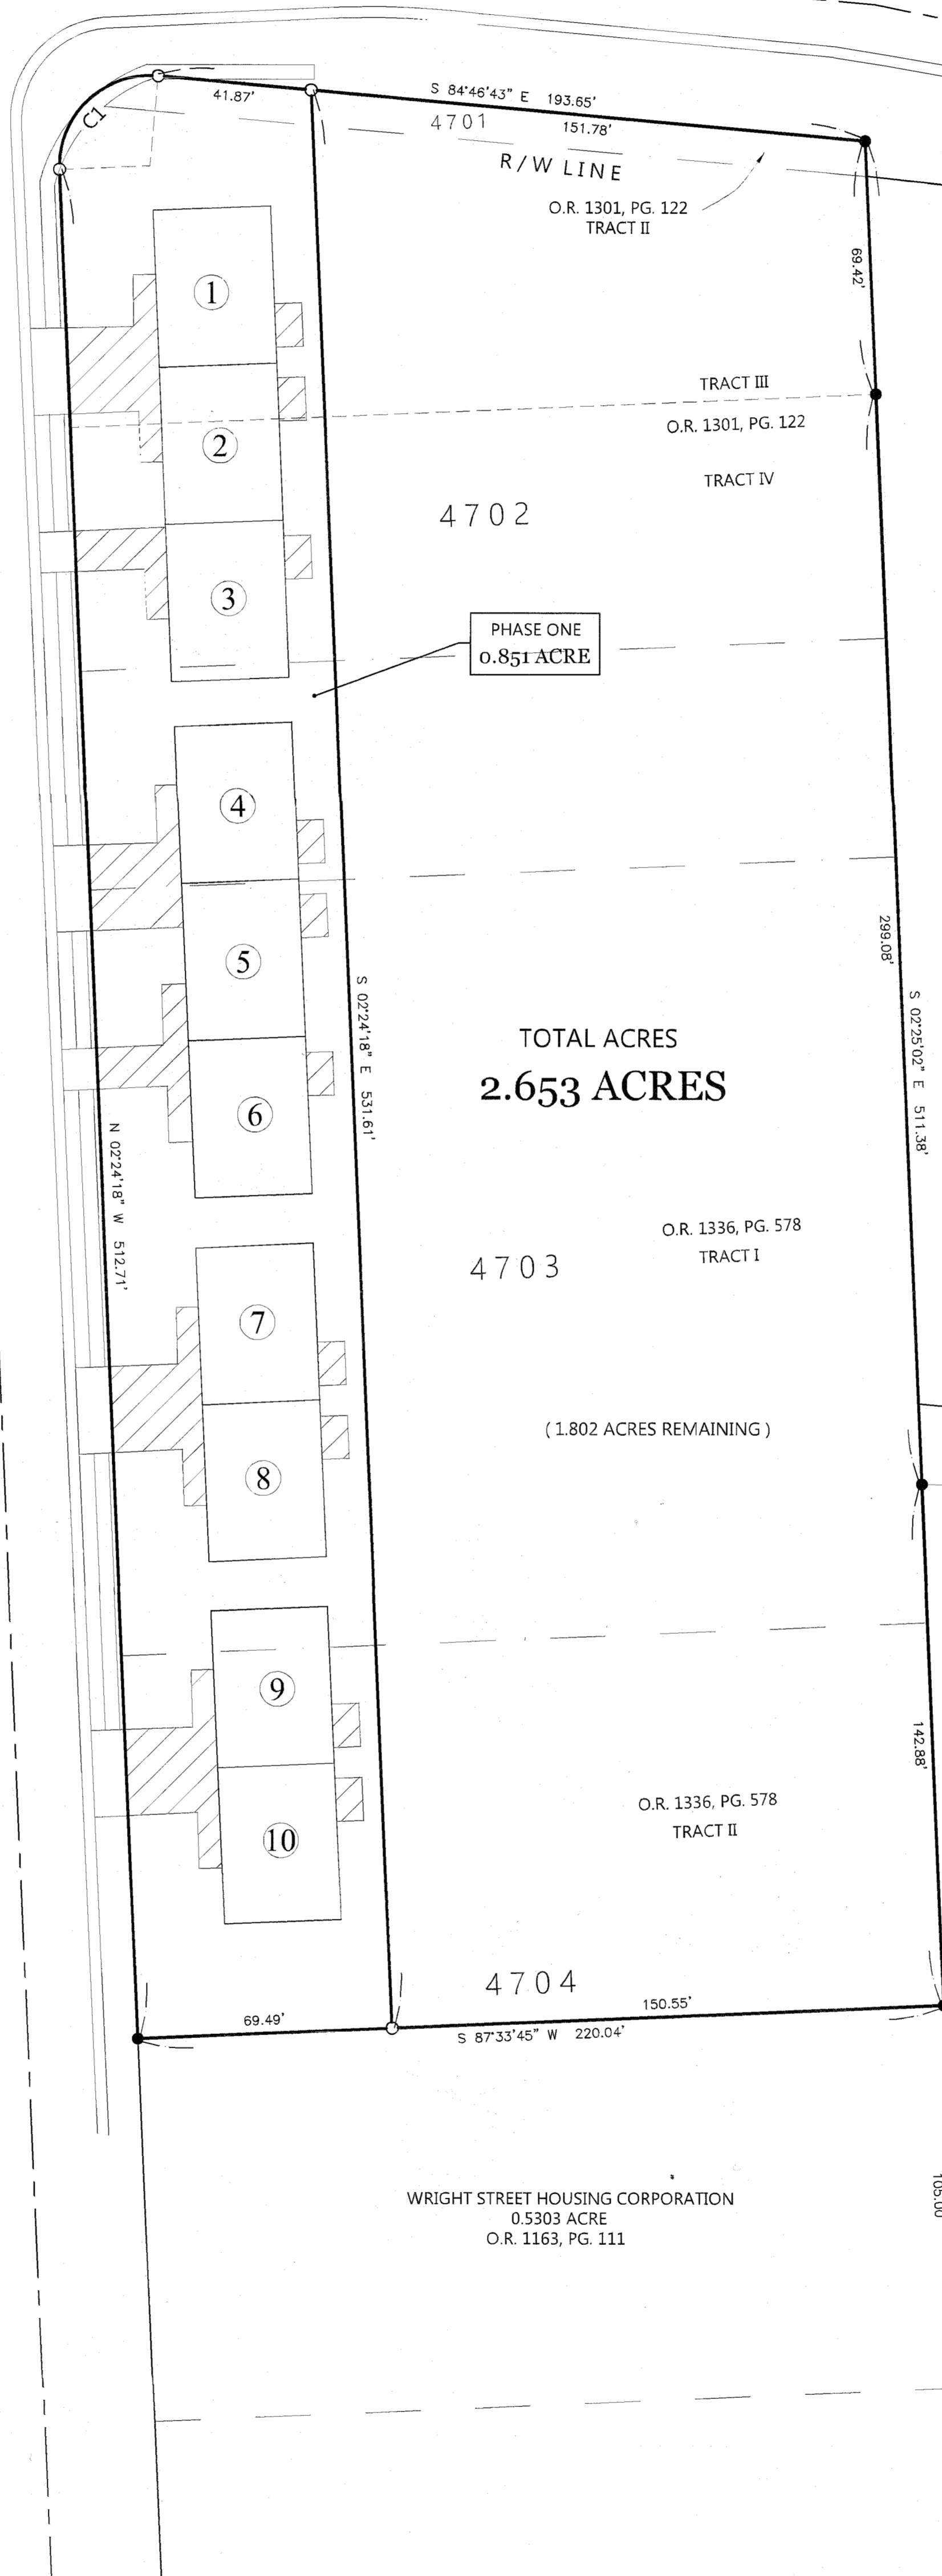 C1
41.87'
S 84°46'43" E 193.65'
4701
151.78'
R/W LINE
O.R. 1301, PG. 122
TRACT II
69.42'
1
TRACT III
O.R. 1301, PG. 122
2
TRACT IV
4702
3
PHASE ONE
0.851 ACRE
4
299.08'
5
S 02°24'18" E 531.61'
S 02°25'02" E 511.38'
TOTAL ACRES
2.653 ACRES
6
N 02°24'18" W 512.71'
O.R. 1336, PG. 578
TRACT I
4703
7
( 1.802 ACRES REMAINING )
8
9
142.88'
O.R. 1336, PG. 578
TRACT II
10
4704
150.55'
69.49'
S 87°33'45" W 220.04'
105.00
WRIGHT STREET HOUSING CORPORATION
0.5303 ACRE
O.R. 1163, PG. 111